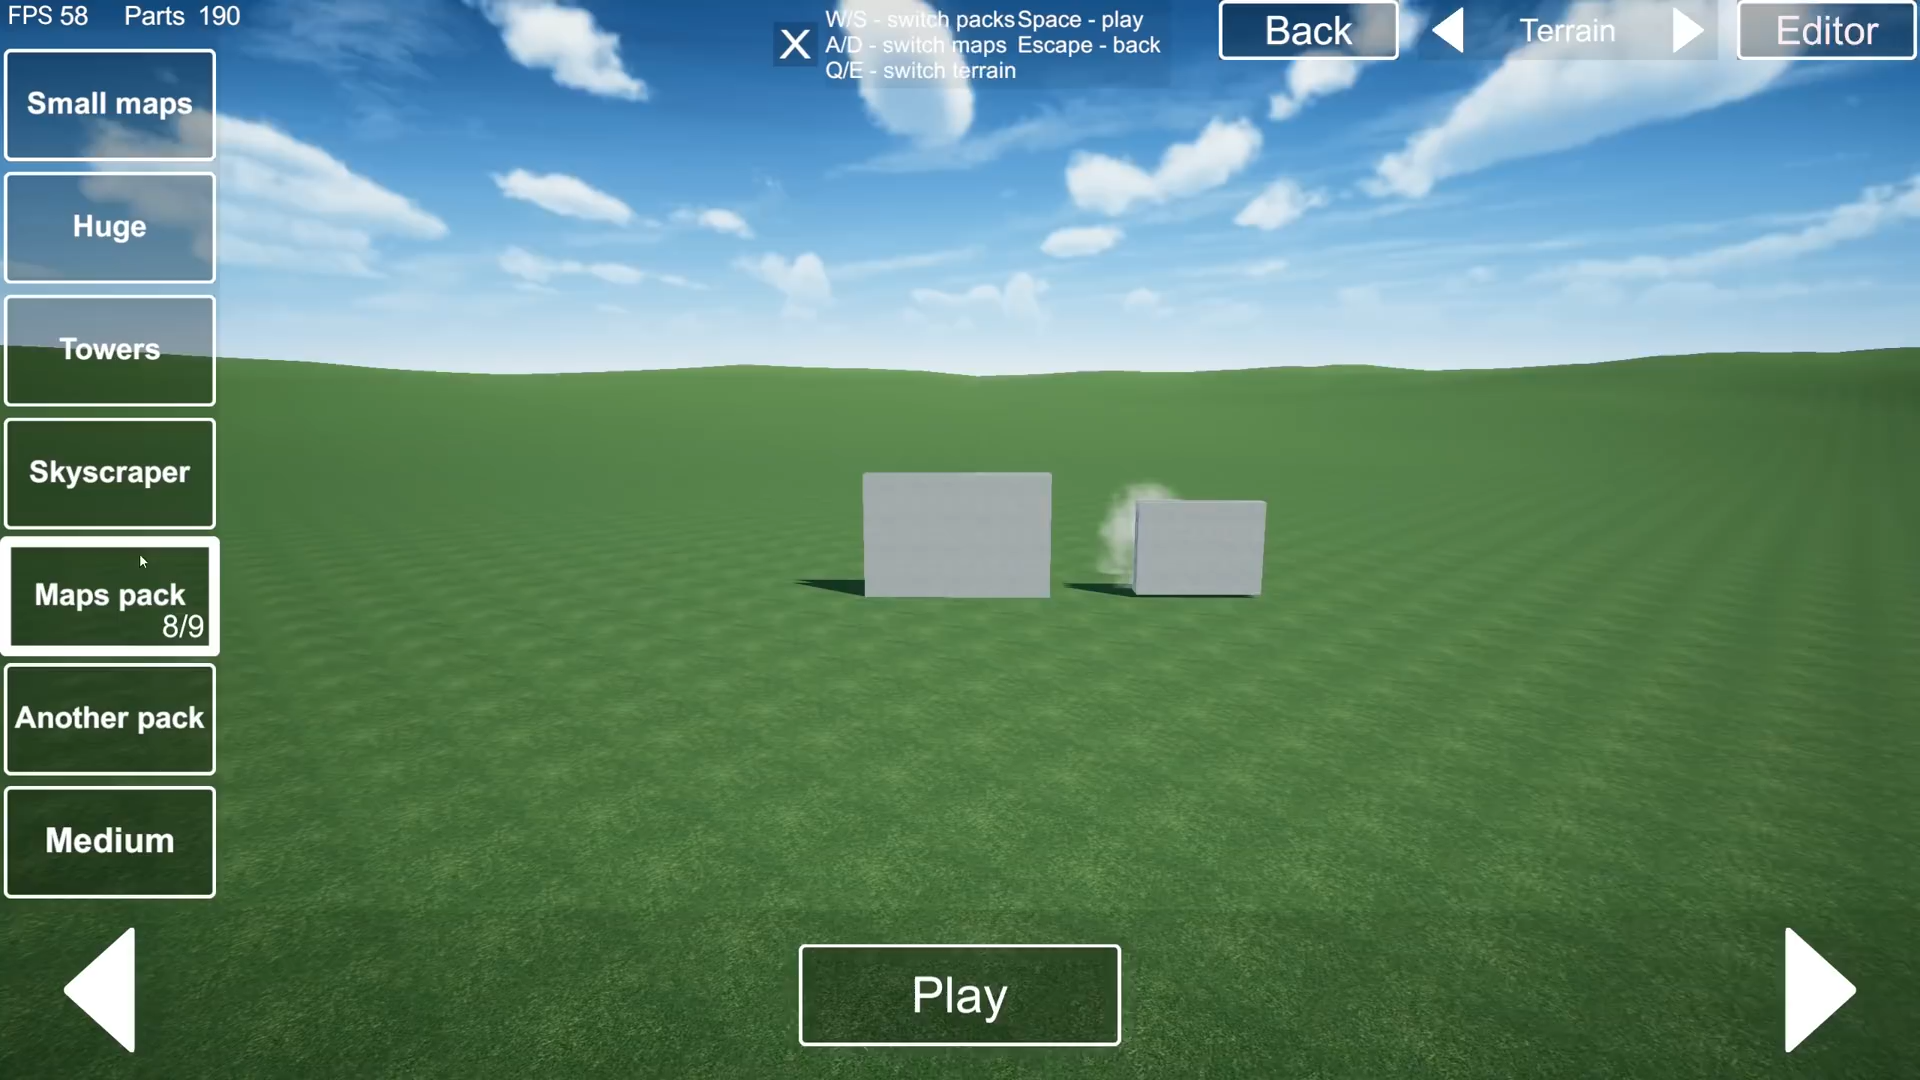 FPS 58 Parts 190
W/S - switch packs Space - play
A/D - switch maps Escape - back
Q/E - switch terrain
X
Back
Terrain
Editor
Small maps
Huge
Towers
Skyscraper
Maps pack
8/9
Another pack
Medium
Play